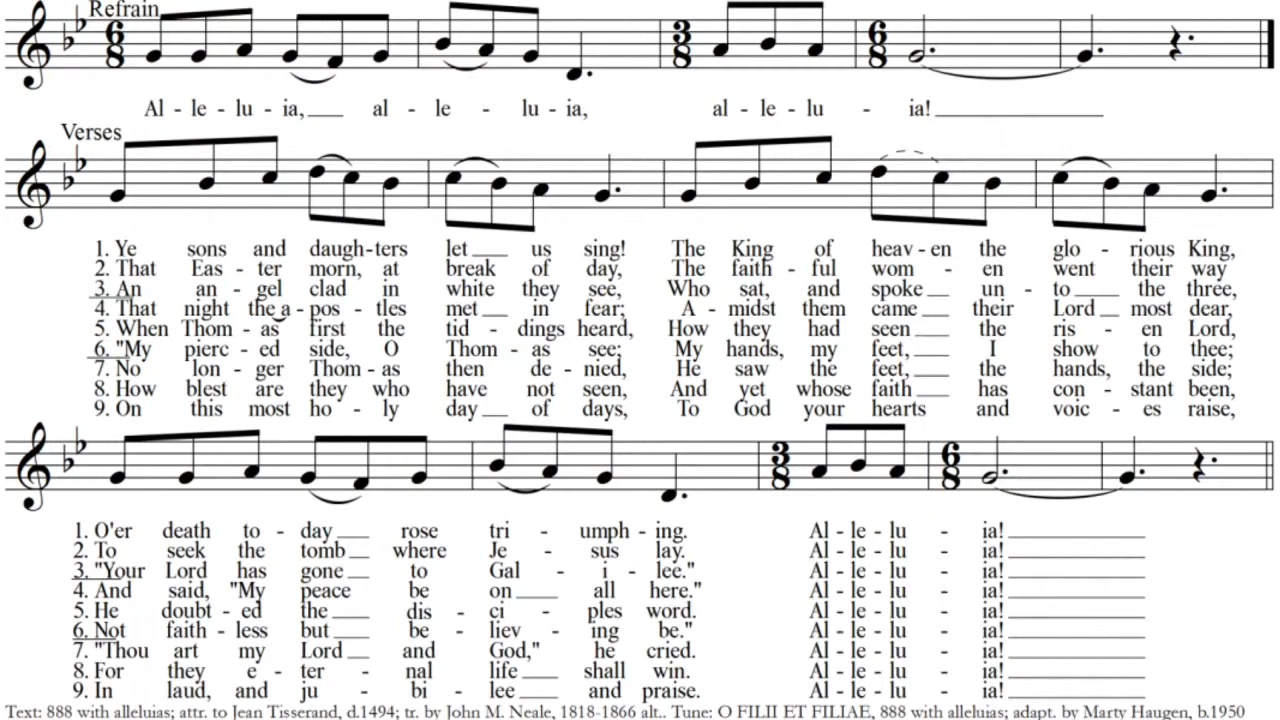 Refrain
6 8 3 8 6 8
Al - le - lu - ia, al - le - lu - ia, al - le - lu - ia!
Verses
1. Ye sons and daugh-ters let us sing! The King of heav - en the glo - rious King,
2. That Eas - ter morn, at break of day, The faith - ful wom - en went their way
3. An an - gel clad in white they see, Who sat, and spoke un - to the three,
4. That night the a - pos - tles met in fear; A - midst them came their Lord most dear,
5. When Thom - as first the tid - dings heard, How they had seen the ris - en Lord,
6. "My pierc - ed side, O Thom - as see; My hands, my feet, I show to thee;
7. No lon - ger Thom - as then de - nied, He saw the feet, the hands, the side;
8. How blest are they who have not seen, And yet whose faith has con - stant been,
9. On this most ho - ly day of days, To God your hearts and voic - es raise,
3 8 6 8
1. O'er death to - day rose tri - umph - ing. Al - le - lu - ia!
2. To seek the tomb where Je - sus lay. Al - le - lu - ia!
3. "Your Lord has gone to Gal - i - lee." Al - le - lu - ia!
4. And said, "My peace be on all here." Al - le - lu - ia!
5. He doubt - ed the dis - ci - ples word. Al - le - lu - ia!
6. Not faith - less but be - liev - ing be." Al - le - lu - ia!
7. "Thou art my Lord and God," he cried. Al - le - lu - ia!
8. For they e - ter - nal life shall win. Al - le - lu - ia!
9. In laud, and ju - bi - lee and praise. Al - le - lu - ia!
Text: 888 with alleluias; attr. to Jean Tisserand, d.1494; tr. by John M. Neale, 1818-1866 alt.. Tune: O FILII ET FILIAE, 888 with alleluias; adapt. by Marty Haugen, b.1950